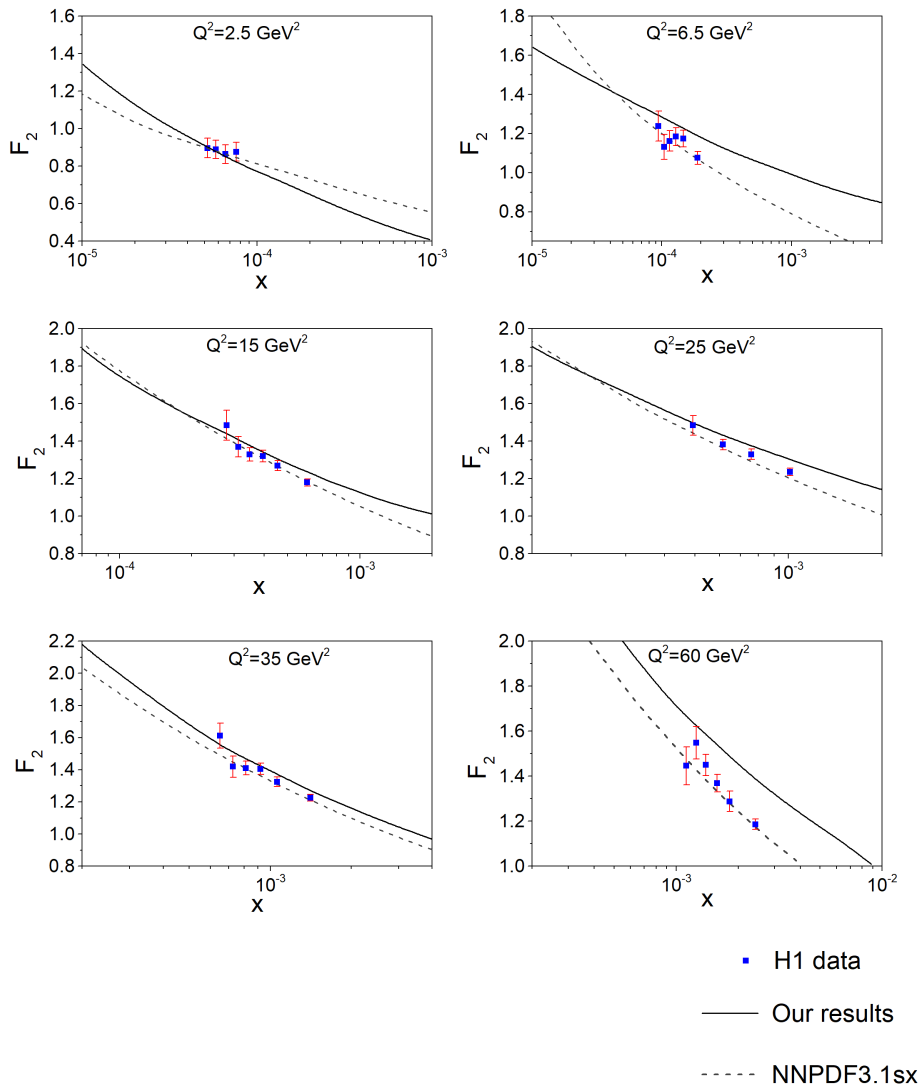 Q²=2.5 GeV²
F₂
1.6
1.4
1.2
1.0
0.8
0.6
0.4
10⁻⁵ 10⁻⁴ 10⁻³
x
Q²=6.5 GeV²
F₂
1.8
1.6
1.4
1.2
1.0
0.8
10⁻⁵ 10⁻⁴ 10⁻³
x
Q²=15 GeV²
F₂
2.0
1.8
1.6
1.4
1.2
1.0
0.8
10⁻⁴ 10⁻³
x
Q²=25 GeV²
F₂
2.0
1.8
1.6
1.4
1.2
1.0
0.8
10⁻³
x
Q²=35 GeV²
F₂
2.2
2.0
1.8
1.6
1.4
1.2
1.0
0.8
10⁻³
x
Q²=60 GeV²
F₂
2.0
1.8
1.6
1.4
1.2
1.0
10⁻³ 10⁻²
x
H1 data
Our results
NNPDF3.1sx